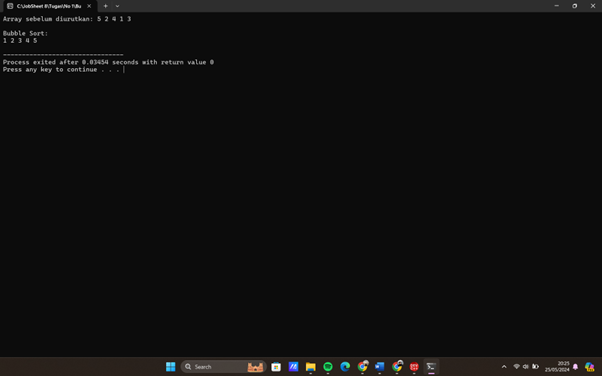 C:\JobSheet 8\Tugas\No 1\Bu
Array sebelum diurutkan: 5 2 4 1 3
Bubble Sort:
1 2 3 4 5
--------------------------------
Process exited after 0.03454 seconds with return value 0
Press any key to continue . . .
Search
20:25
25/05/2024